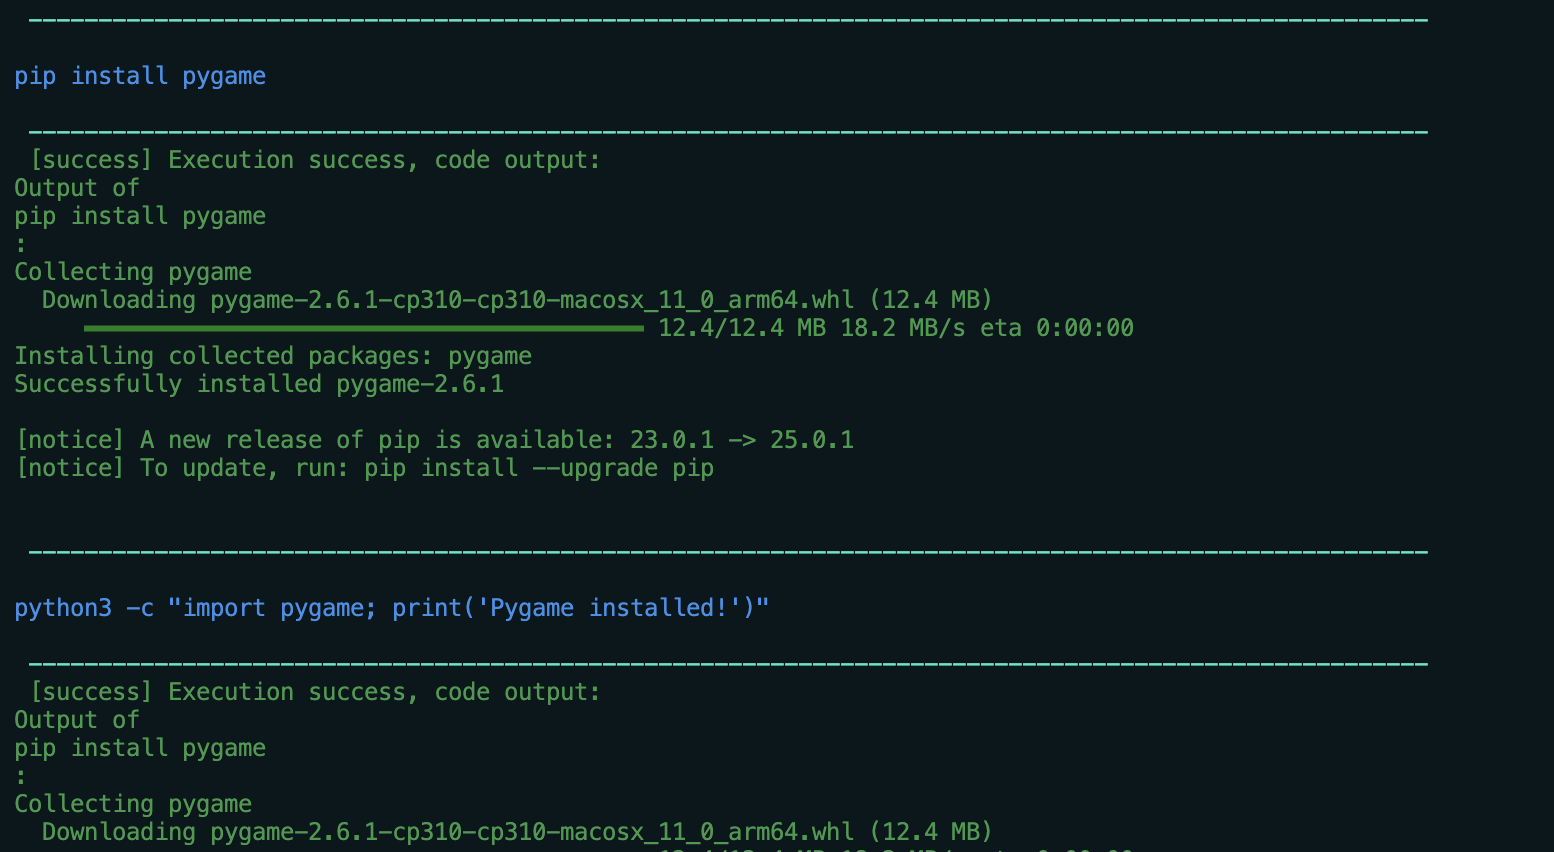 pip install pygame
[success] Execution success, code output:
Output of
pip install pygame
:
Collecting pygame
Downloading pygame-2.6.1-cp310-cp310-macosx_11_0_arm64.whl (12.4 MB)
12.4/12.4 MB 18.2 MB/s eta 0:00:00
Installing collected packages: pygame
Successfully installed pygame-2.6.1
[notice] A new release of pip is available: 23.0.1 -> 25.0.1
[notice] To update, run: pip install --upgrade pip
python3 -c "import pygame; print('Pygame installed!')"
[success] Execution success, code output:
Output of
pip install pygame
:
Collecting pygame
Downloading pygame-2.6.1-cp310-cp310-macosx_11_0_arm64.whl (12.4 MB)